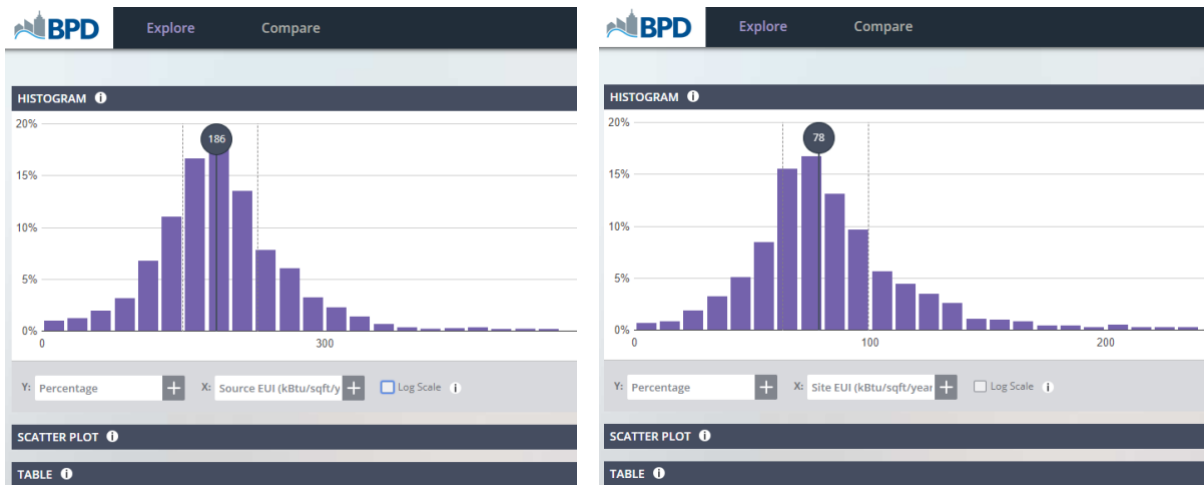 BPD Explore Compare
HISTOGRAM i
20%
186
15%
10%
5%
0%
0 300
Y: Percentage + X: Source EUI (kBtu/sqft/y + Log Scale i
SCATTER PLOT i
TABLE i
BPD Explore Compare
HISTOGRAM i
20%
78
15%
10%
5%
0%
0 100 200
Y: Percentage + X: Site EUI (kBtu/sqft/year + Log Scale i
SCATTER PLOT i
TABLE i